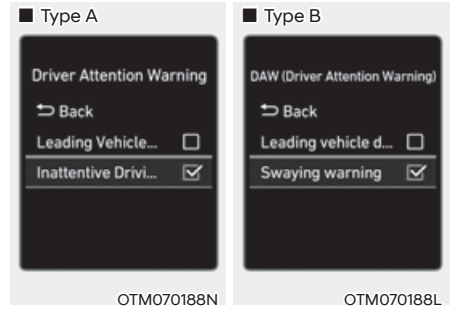 ■ Type A
Driver Attention Warning
Back
Leading Vehicle...
Inattentive Drivi...
OTM070188N
■ Type B
DAW (Driver Attention Warning)
Back
Leading vehicle d...
Swaying warning
OTM070188L